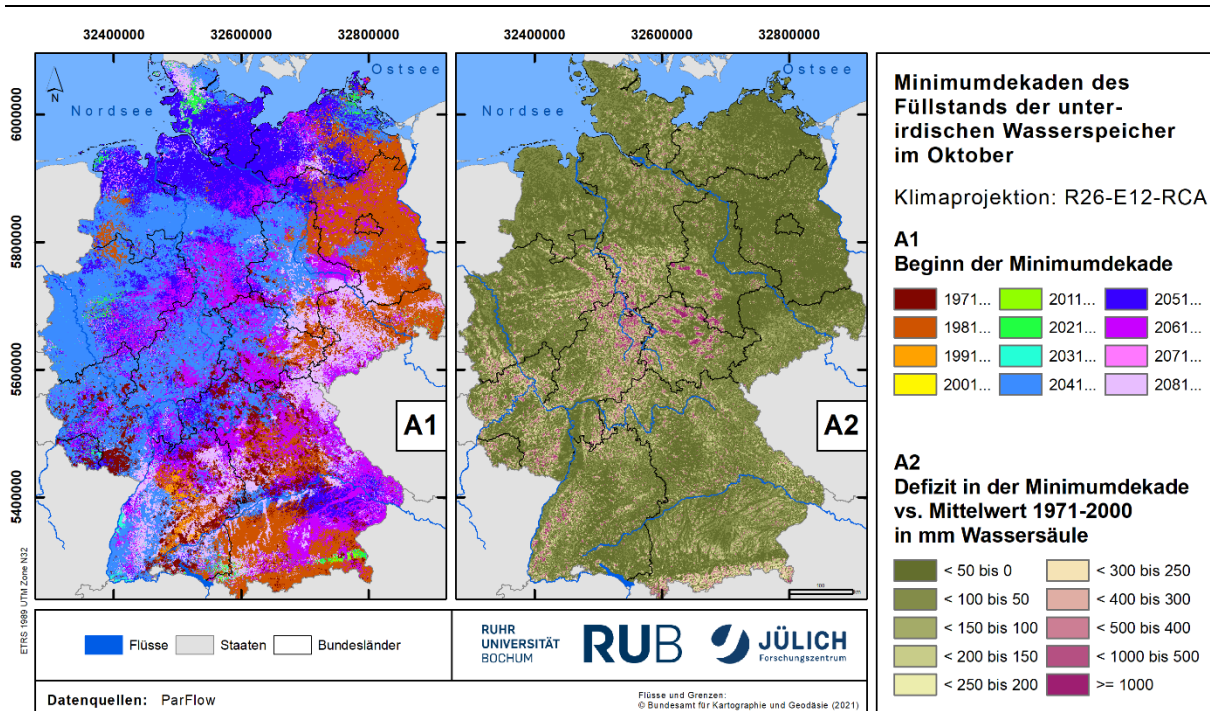 32400000 32600000 32800000
32400000 32600000 32800000
6000000
5800000
5600000
5400000
N
Nordsee
Ostsee
A1
Nordsee
Ostsee
A2
100
ETRS 1989 UTM Zone N32
Flüsse
Staaten
Bundesländer
RUHR
UNIVERSITÄT
BOCHUM
RUB
JÜLICH
Forschungszentrum
Datenquellen: ParFlow
Flüsse und Grenzen:
© Bundesamt für Kartographie und Geodäsie (2021)
Minimumdekaden des
Füllstands der unter-
irdischen Wasserspeicher
im Oktober
Klimaprojektion: R26-E12-RCA
A1
Beginn der Minimumdekade
1971... 2011... 2051...
1981... 2021... 2061...
1991... 2031... 2071...
2001... 2041... 2081...
A2
Defizit in der Minimumdekade
vs. Mittelwert 1971-2000
in mm Wassersäule
< 50 bis 0 < 300 bis 250
< 100 bis 50 < 400 bis 300
< 150 bis 100 < 500 bis 400
< 200 bis 150 < 1000 bis 500
< 250 bis 200 >= 1000